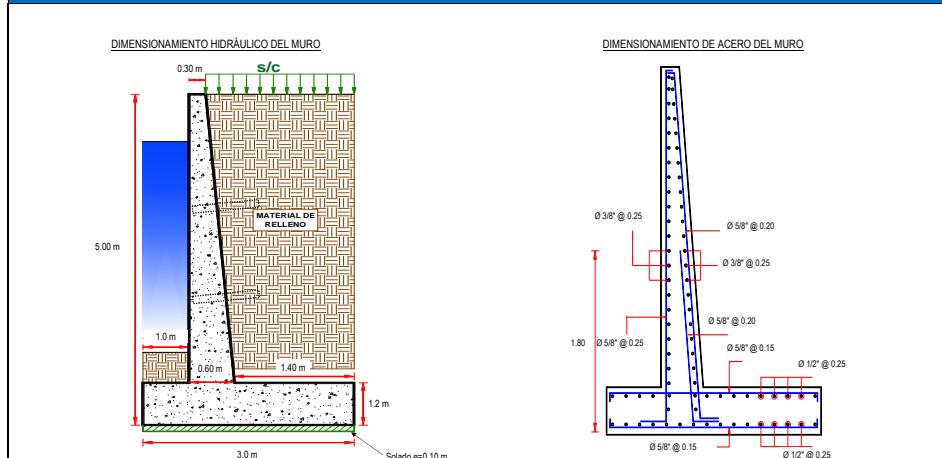 DIMENSIONAMIENTO HIDRÁULICO DEL MURO
0.30 m
s/c
MATERIAL DE
RELLENO
5.00 m
1.0 m
0.60 m
1.40 m
1.2 m
3.0 m
Solado e=0.10 m
DIMENSIONAMIENTO DE ACERO DEL MURO
Ø 3/8" @ 0.25
Ø 5/8" @ 0.20
Ø 3/8" @ 0.25
Ø 5/8" @ 0.20
1.80
Ø 5/8" @ 0.25
Ø 5/8" @ 0.15
Ø 1/2" @ 0.25
Ø 5/8" @ 0.15
Ø 1/2" @ 0.25